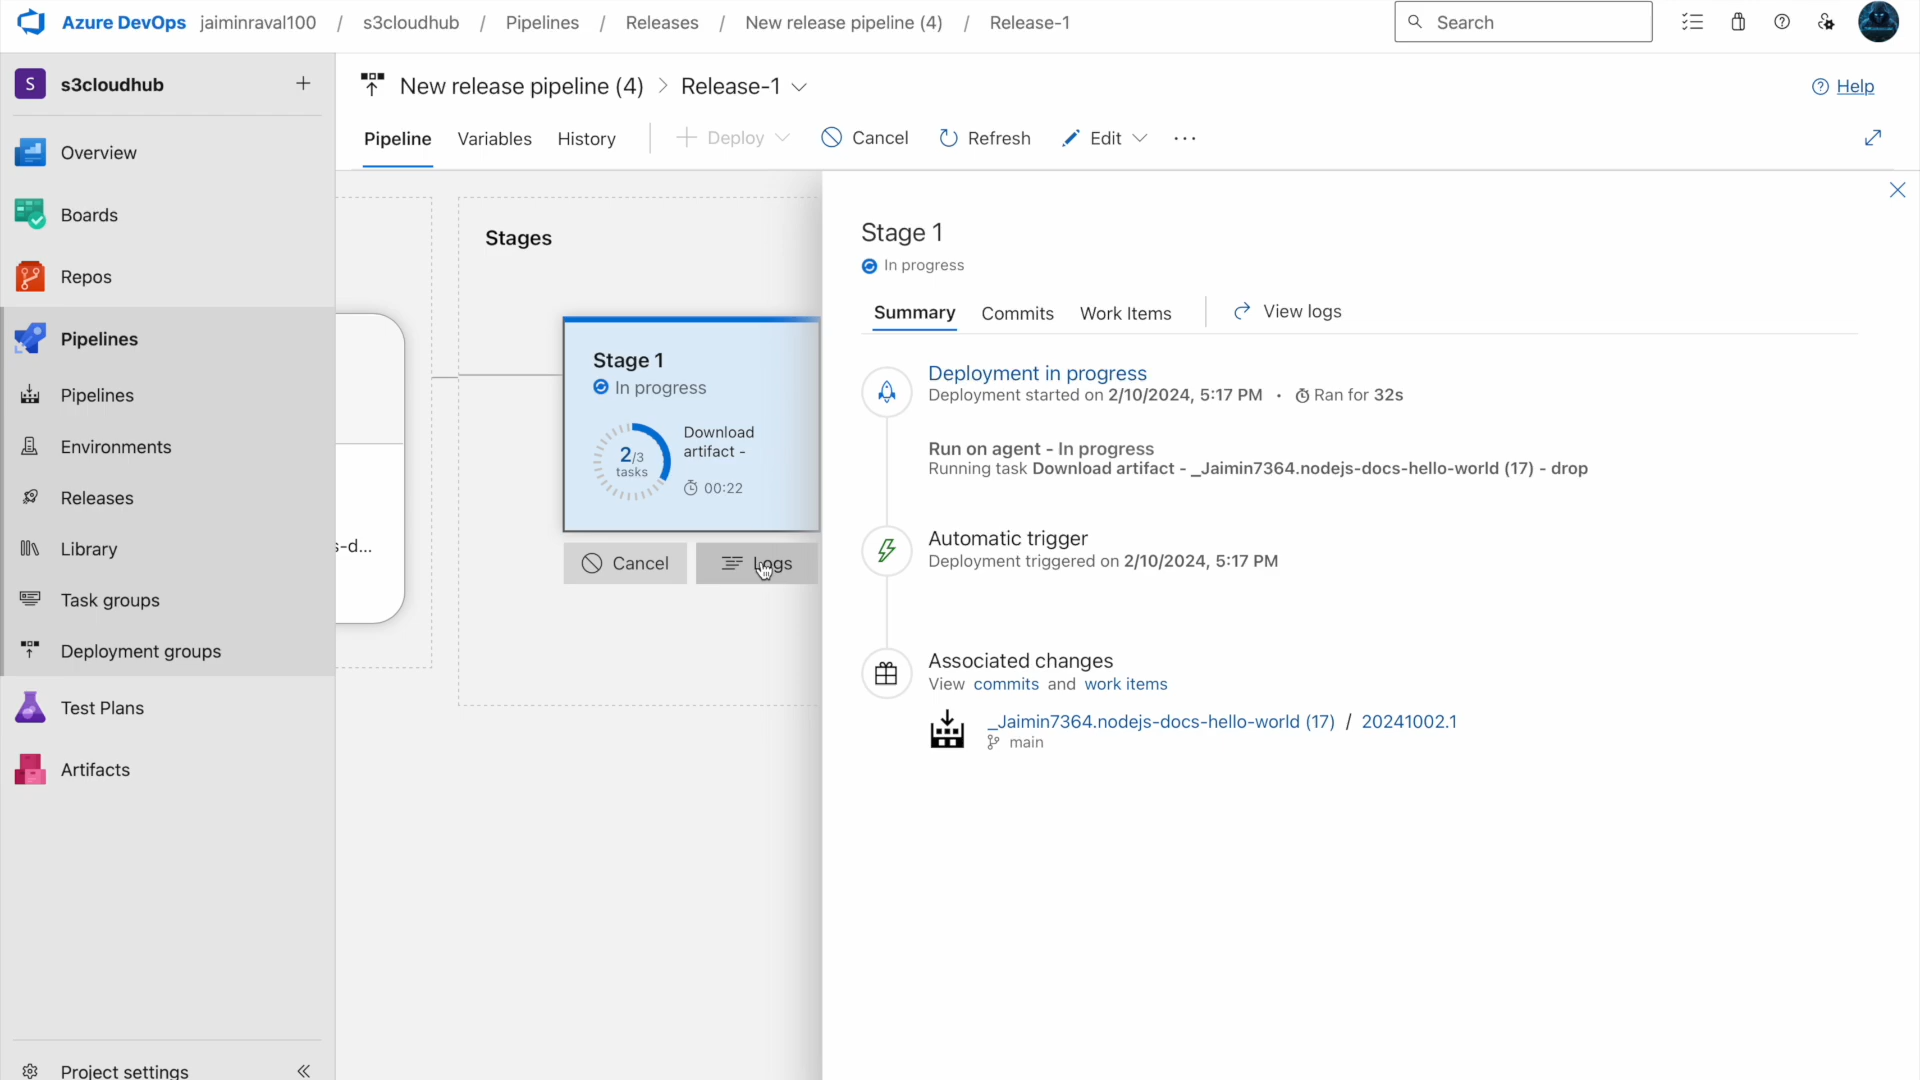 Azure DevOps jaiminraval100 / s3cloudhub / Pipelines / Releases / New release pipeline (4) / Release-1
Search
S s3cloudhub
Overview
Boards
Repos
Pipelines
Pipelines
Environments
Releases
Library
Task groups
Deployment groups
Test Plans
Artifacts
Project settings
New release pipeline (4) > Release-1
Help
Pipeline Variables History Deploy Cancel Refresh Edit ...
s-d...
Stages
Stage 1
In progress
2/3
tasks
Download
artifact -
00:22
Cancel
Logs
Stage 1
In progress
Summary Commits Work Items View logs
Deployment in progress
Deployment started on 2/10/2024, 5:17 PM • Ran for 32s
Run on agent - In progress
Running task Download artifact - _Jaimin7364.nodejs-docs-hello-world (17) - drop
Automatic trigger
Deployment triggered on 2/10/2024, 5:17 PM
Associated changes
View commits and work items
_Jaimin7364.nodejs-docs-hello-world (17) / 20241002.1
main